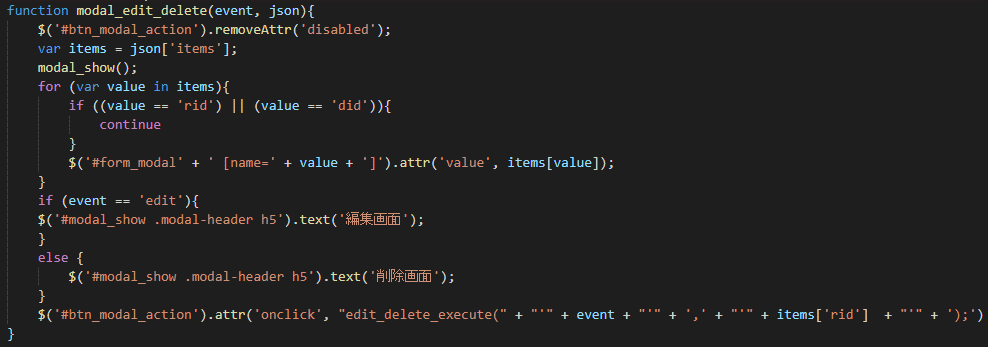 function modal_edit_delete(event, json){
    $('#btn_modal_action').removeAttr('disabled');
    var items = json['items'];
    modal_show();
    for (var value in items){
        if ((value == 'rid') || (value == 'did')){
            continue
        }
        $('#form_modal' + ' [name=' + value + ']').attr('value', items[value]);
    }
    if (event == 'edit'){
    $('#modal_show .modal-header h5').text('編集画面');
    }
    else {
        $('#modal_show .modal-header h5').text('削除画面');
    }
    $('#btn_modal_action').attr('onclick', "edit_delete_execute(" + "'" + event + "'" + ',' + "'" + items['rid']  + "'" + ');')
}